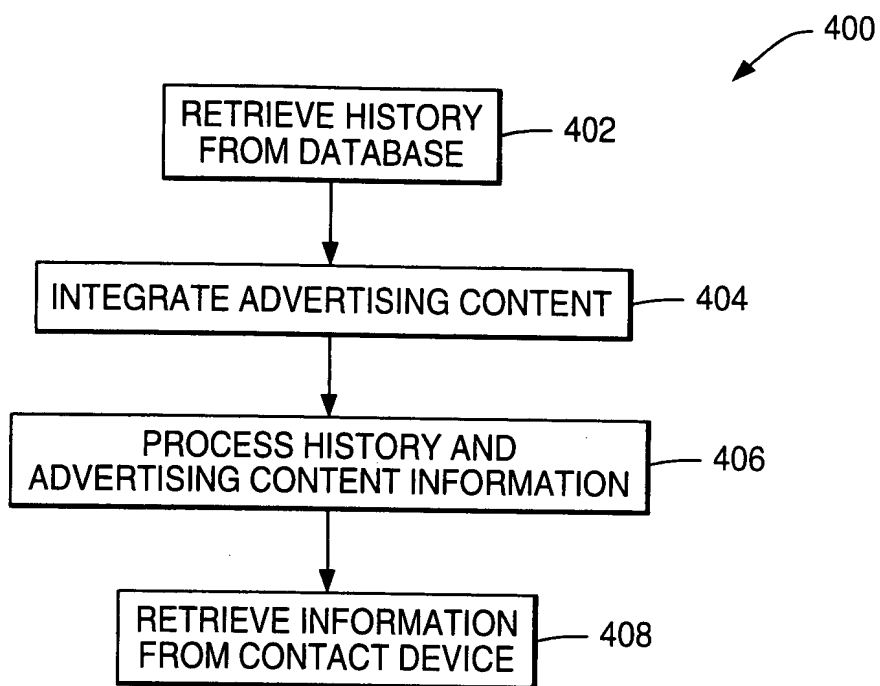 400
RETRIEVE HISTORY
FROM DATABASE
402
INTEGRATE ADVERTISING CONTENT
404
PROCESS HISTORY AND
ADVERTISING CONTENT INFORMATION
406
RETRIEVE INFORMATION
FROM CONTACT DEVICE
408